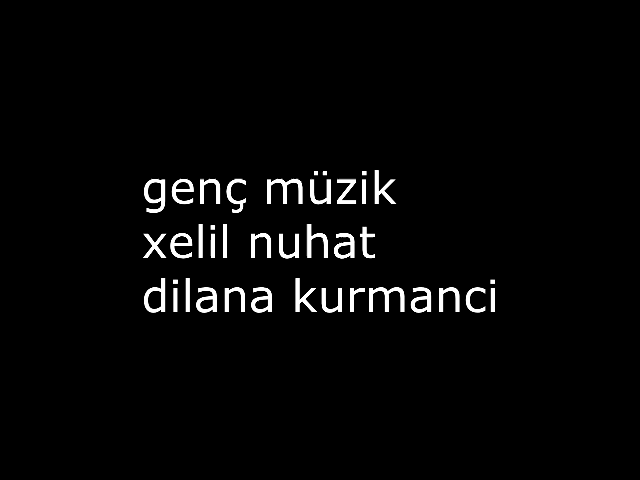 genç müzik
xelil nuhat
dilana kurmanci